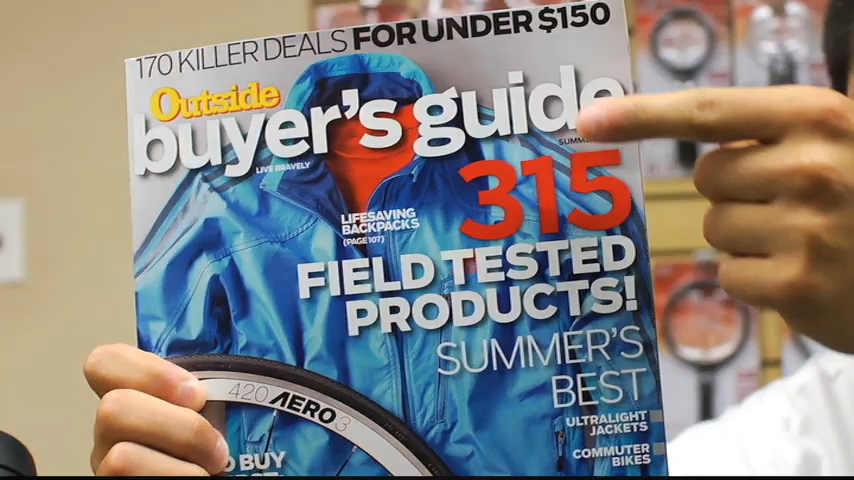 170 KILLER DEALS FOR UNDER $150
Outside
buyer's guide
LIVE BRAVELY
315
LIFESAVING
BACKPACKS
(PAGE 107)
FIELD TESTED
PRODUCTS!
SUMMER'S
BEST
ULTRALIGHT
JACKETS
COMMUTER
BIKES
420 AERO 3
BUY